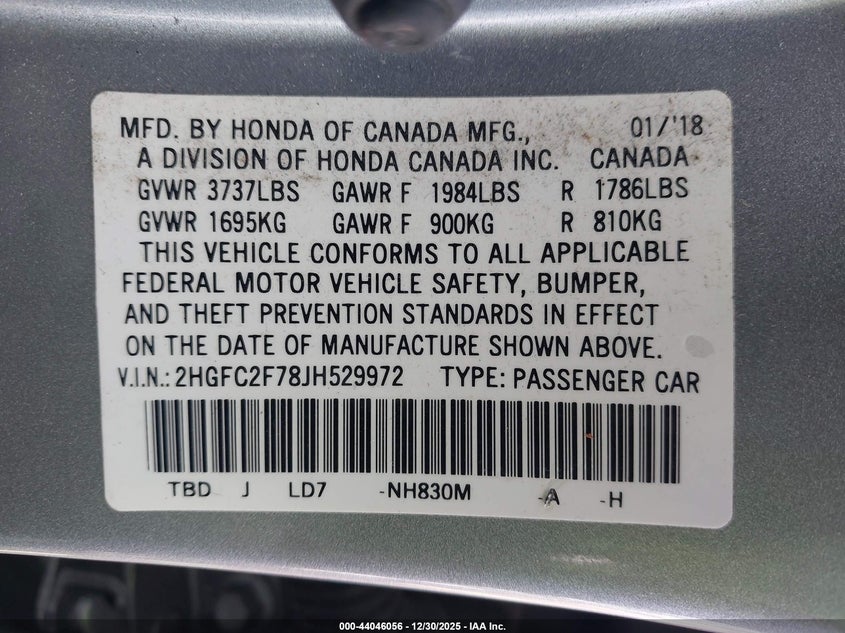 MFD. BY HONDA OF CANADA MFG., 01/'18
A DIVISION OF HONDA CANADA INC. CANADA
GVWR 3737LBS GAWR F 1984LBS R 1786LBS
GVWR 1695KG GAWR F 900KG R 810KG
THIS VEHICLE CONFORMS TO ALL APPLICABLE
FEDERAL MOTOR VEHICLE SAFETY, BUMPER,
AND THEFT PREVENTION STANDARDS IN EFFECT
ON THE DATE OF MANUFACTURE SHOWN ABOVE.
V.I.N.: 2HGFC2F78JH529972 TYPE: PASSENGER CAR
TBD J LD7 -NH830M -A -H
000-44046056 - 12/30/2025 - IAA Inc.